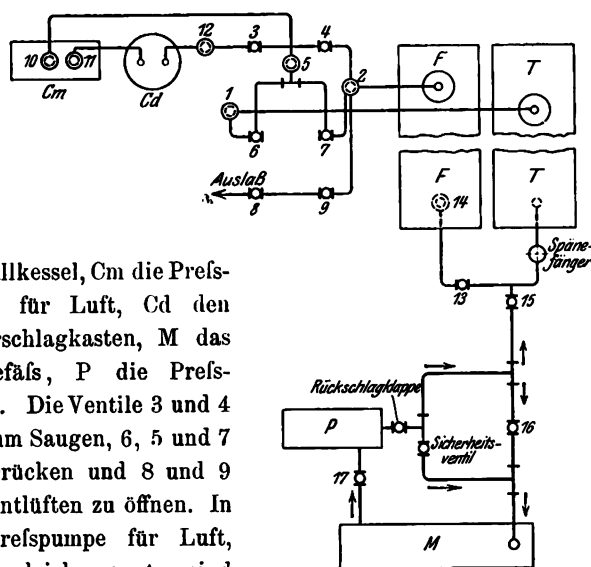 12 3 4
10 11 5
Cm Cd
1 2
6 7
F T
Auslaß
8 9
F 14 T
Späne-
fänger
13 15
Rückschlagklappe
P
Sicherheits-
ventil
16
17
M
llkessel, Cm die Preſs-
für Luft, Cd den
rschlagkasten, M das
efäſs, P die Preſs-
. Die Ventile 3 und 4
m Saugen, 6, 5 und 7
rücken und 8 und 9
ntlüften zu öffnen. In
reſspumpe für Luft,